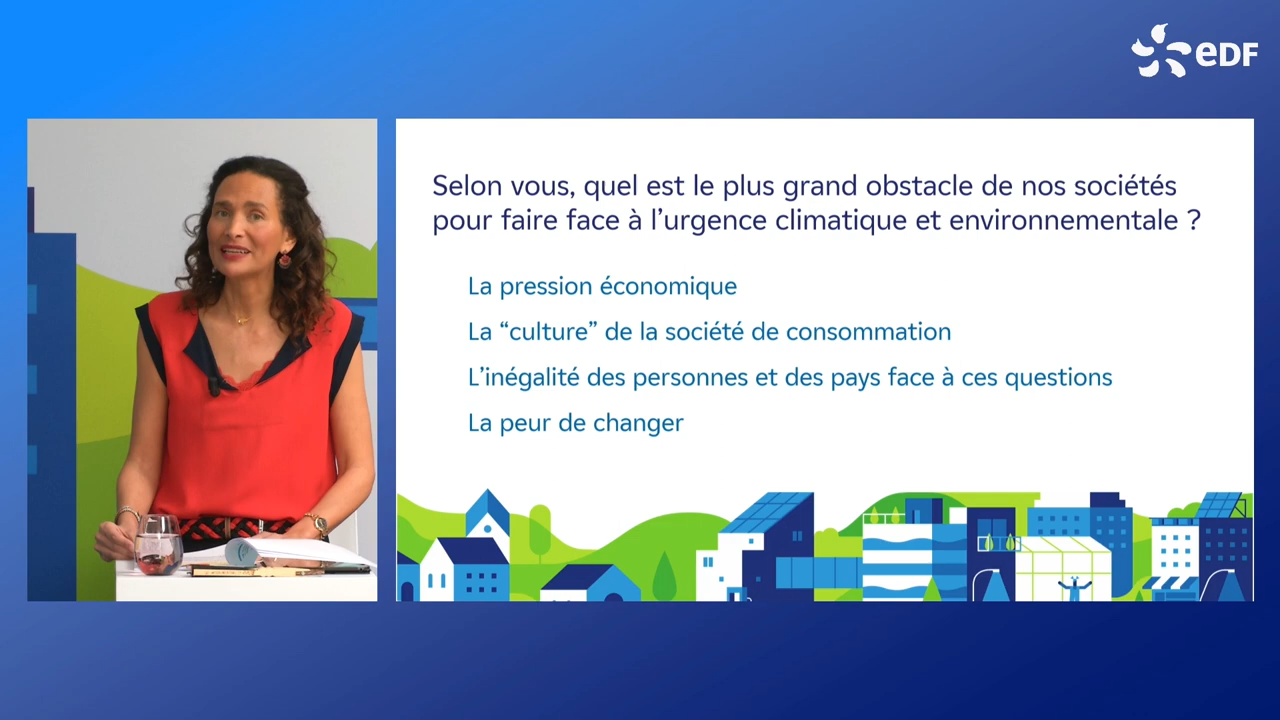 eDF
Selon vous, quel est le plus grand obstacle de nos sociétés
pour faire face à l’urgence climatique et environnementale ?
La pression économique
La “culture” de la société de consommation
L’inégalité des personnes et des pays face à ces questions
La peur de changer